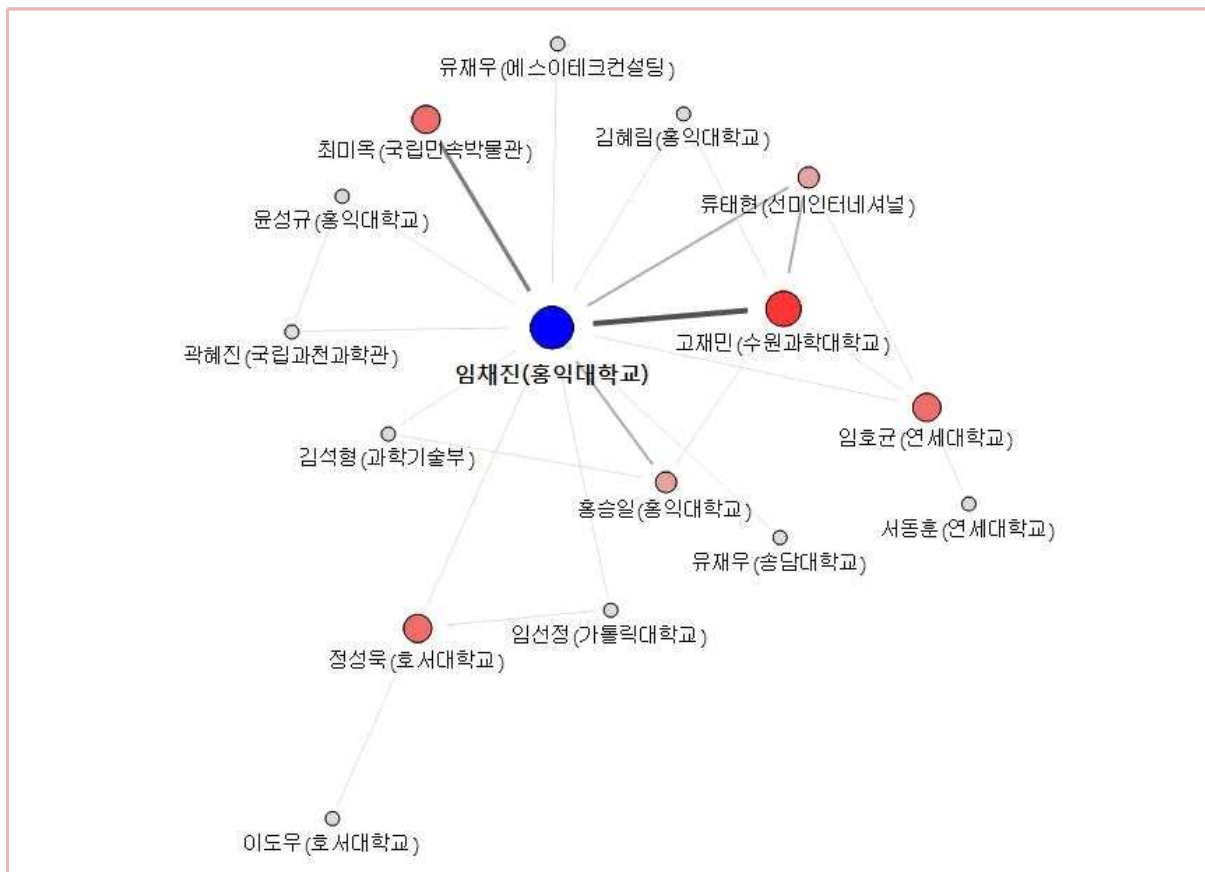 유재우(에스이테크컨설팅)
최미옥(국립민속박물관)
김혜림(홍익대학교)
윤성규(홍익대학교)
류태현(선미인터네셔널)
곽혜진(국립과천과학관)
고재민(수원과학대학교)
임채진(홍익대학교)
임호균(연세대학교)
김석형(과학기술부)
홍승일(홍익대학교)
서동훈(연세대학교)
유재우(송담대학교)
임선정(가톨릭대학교)
정성욱(호서대학교)
이도우(호서대학교)